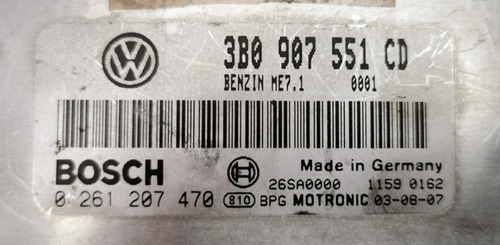 3B0 907 551 CD
BENZIN ME7.1 0001
BOSCH
Made in Germany
26SA0000 1159 0162
0 261 207 470 810 BPG MOTRONIC 03-08-07